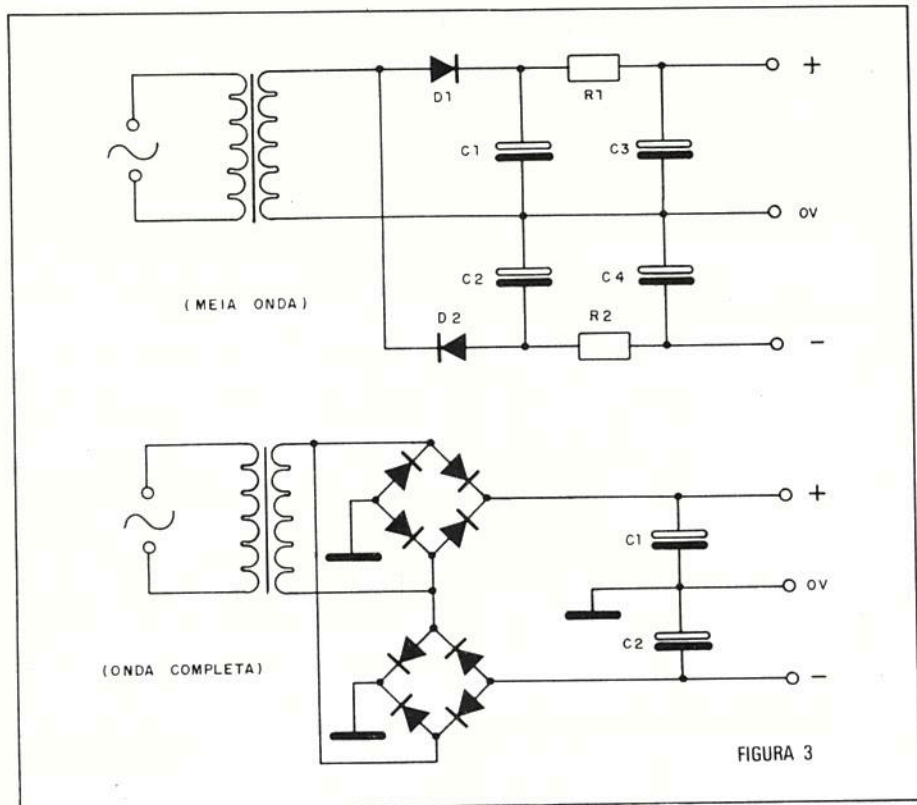 +
D1
R1
C1
C3
0V
C2
C4
(MEIA ONDA)
D2
R2
−
+
C1
0V
C2
(ONDA COMPLETA)
−
FIGURA 3